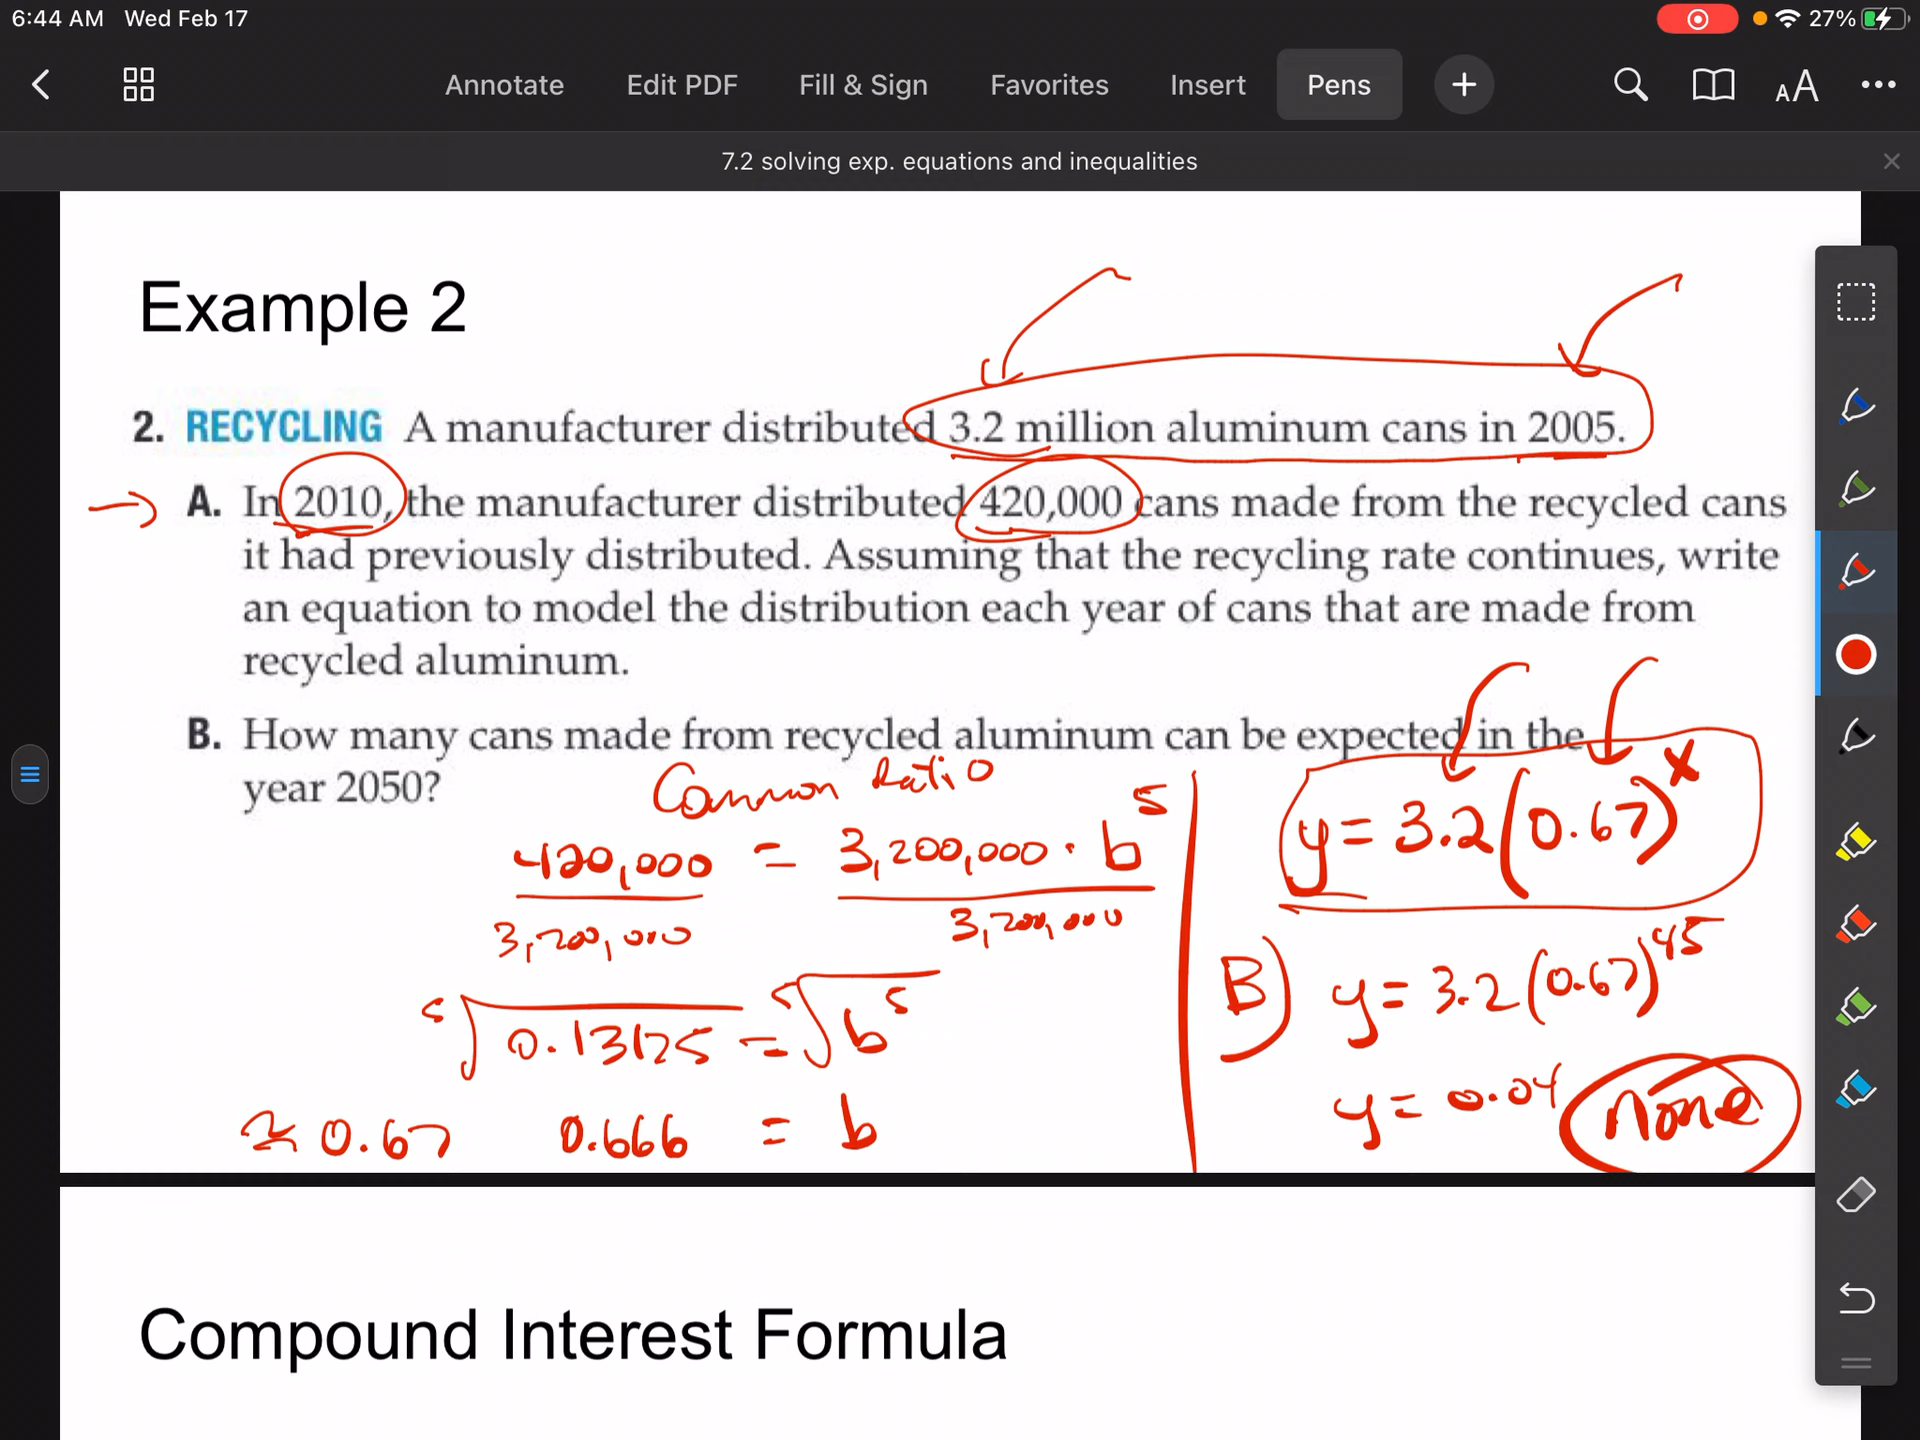 6:44 AM Wed Feb 17
27%
Annotate Edit PDF Fill & Sign Favorites Insert Pens +
AA
7.2 solving exp. equations and inequalities
Example 2
2. RECYCLING A manufacturer distributed 3.2 million aluminum cans in 2005.
A. In 2010, the manufacturer distributed 420,000 cans made from the recycled cans
it had previously distributed. Assuming that the recycling rate continues, write
an equation to model the distribution each year of cans that are made from
recycled aluminum.
B. How many cans made from recycled aluminum can be expected in the
year 2050?
Common Ratio
420,000 = 3,200,000 · b^5
3,200,000 3,200,000
5√0.13125 = 5√b^5
≈ 0.67 0.666 = b
y = 3.2(0.67)^x
B) y = 3.2(0.67)^45
y = 0.04 None
Compound Interest Formula